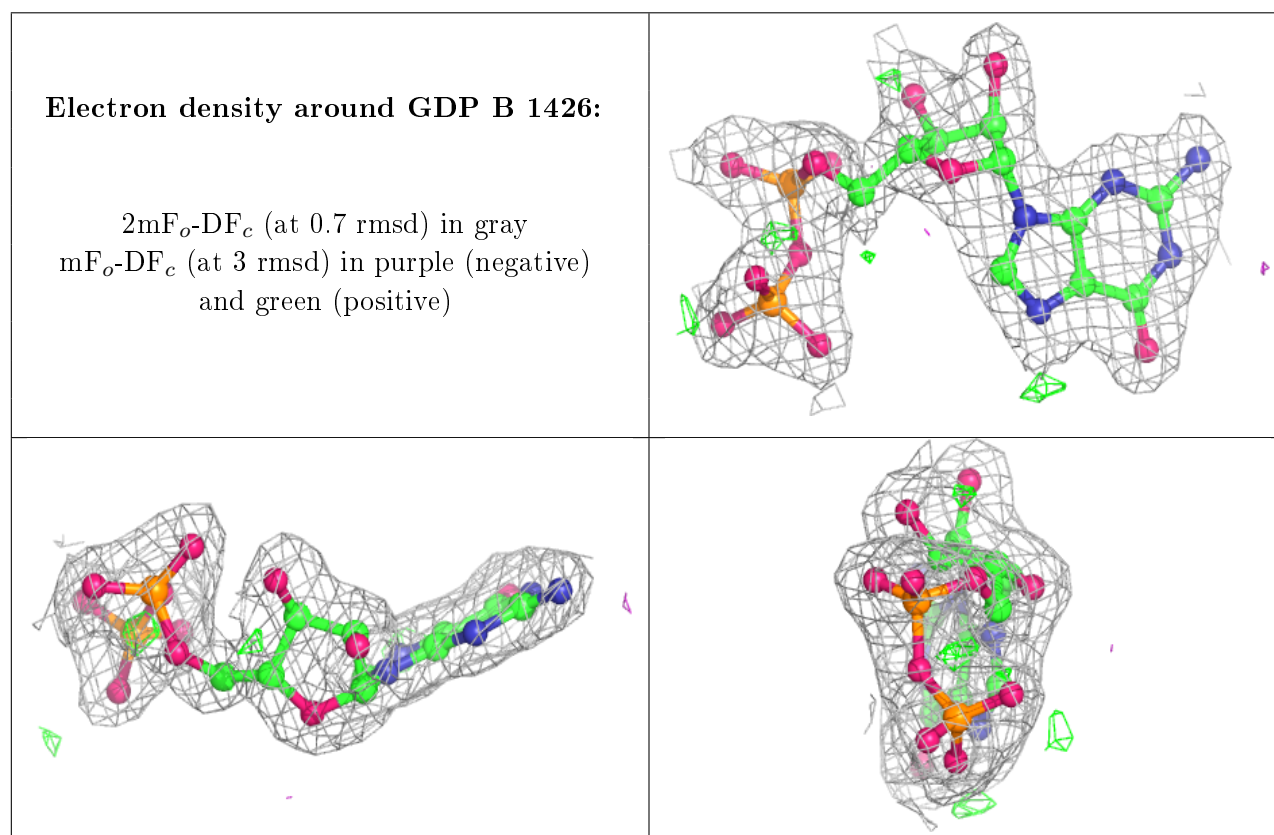 Electron density around GDP B 1426:
2mFo-DFc (at 0.7 rmsd) in gray
mFo-DFc (at 3 rmsd) in purple (negative)
and green (positive)